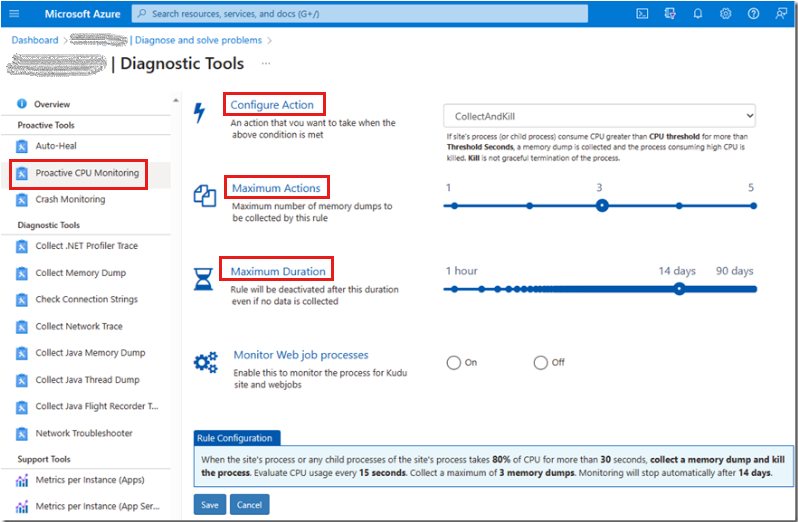 Microsoft Azure
Search resources, services, and docs (G+/)
Dashboard > | Diagnose and solve problems >
| Diagnostic Tools ...
Overview
Proactive Tools
Auto-Heal
Proactive CPU Monitoring
Crash Monitoring
Diagnostic Tools
Collect .NET Profiler Trace
Collect Memory Dump
Check Connection Strings
Collect Network Trace
Collect Java Memory Dump
Collect Java Thread Dump
Collect Java Flight Recorder T...
Network Troubleshooter
Support Tools
Metrics per Instance (Apps)
Metrics per Instance (App Ser...
Configure Action
An action that you want to take when the
above condition is met
CollectAndKill
If site's process (or child process) consume CPU greater than CPU threshold for more than
Threshold Seconds, a memory dump is collected and the process consuming high CPU is
killed. Kill is not graceful termination of the process.
Maximum Actions
Maximum number of memory dumps to
be collected by this rule
1 3 5
Maximum Duration
Rule will be deactivated after this duration
even if no data is collected
1 hour 14 days 90 days
Monitor Web job processes
Enable this to monitor the process for Kudu
site and webjobs
On Off
Rule Configuration
When the site's process or any child processes of the site's process takes 80% of CPU for more than 30 seconds, collect a memory dump and kill
the process. Evaluate CPU usage every 15 seconds. Collect a maximum of 3 memory dumps. Monitoring will stop automatically after 14 days.
Save Cancel